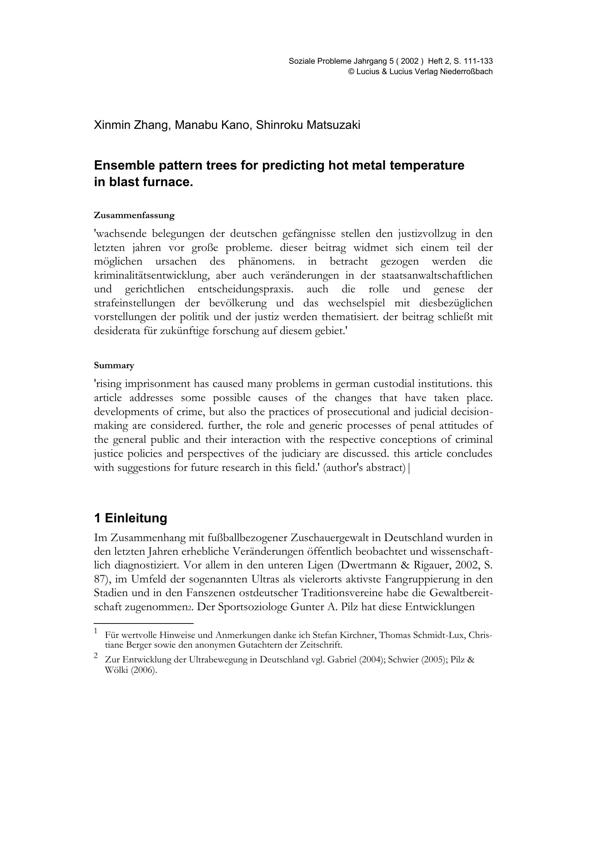 Soziale Probleme Jahrgang 5 ( 2002 ) Heft 2, S. 111-133
© Lucius & Lucius Verlag Niederroßbach
Xinmin Zhang, Manabu Kano, Shinroku Matsuzaki
Ensemble pattern trees for predicting hot metal temperature
in blast furnace.
Zusammenfassung
'wachsende belegungen der deutschen gefängnisse stellen den justizvollzug in den
letzten jahren vor große probleme. dieser beitrag widmet sich einem teil der
möglichen ursachen des phänomens. in betracht gezogen werden die
kriminalitätsentwicklung, aber auch veränderungen in der staatsanwaltschaftlichen
und gerichtlichen entscheidungspraxis. auch die rolle und genese der
strafeinstellungen der bevölkerung und das wechselspiel mit diesbezüglichen
vorstellungen der politik und der justiz werden thematisiert. der beitrag schließt mit
desiderata für zukünftige forschung auf diesem gebiet.'
Summary
'rising imprisonment has caused many problems in german custodial institutions. this
article addresses some possible causes of the changes that have taken place.
developments of crime, but also the practices of prosecutional and judicial decision-
making are considered. further, the role and generic processes of penal attitudes of
the general public and their interaction with the respective conceptions of criminal
justice policies and perspectives of the judiciary are discussed. this article concludes
with suggestions for future research in this field.' (author's abstract)|
1 Einleitung
Im Zusammenhang mit fußballbezogener Zuschauergewalt in Deutschland wurden in
den letzten Jahren erhebliche Veränderungen öffentlich beobachtet und wissenschaft-
lich diagnostiziert. Vor allem in den unteren Ligen (Dwertmann & Rigauer, 2002, S.
87), im Umfeld der sogenannten Ultras als vielerorts aktivste Fangruppierung in den
Stadien und in den Fanszenen ostdeutscher Traditionsvereine habe die Gewaltbereit-
schaft zugenommen2. Der Sportsoziologe Gunter A. Pilz hat diese Entwicklungen
1 Für wertvolle Hinweise und Anmerkungen danke ich Stefan Kirchner, Thomas Schmidt-Lux, Chris-
tiane Berger sowie den anonymen Gutachtern der Zeitschrift.
2 Zur Entwicklung der Ultrabewegung in Deutschland vgl. Gabriel (2004); Schwier (2005); Pilz &
Wölki (2006).